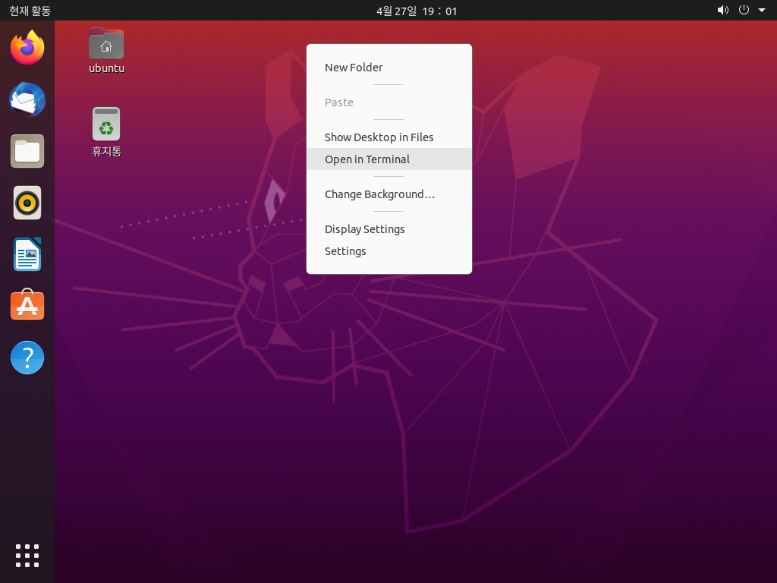 현재 활동
4월 27일 19 : 01
ubuntu
휴지통
New Folder
Paste
Show Desktop in Files
Open in Terminal
Change Background…
Display Settings
Settings